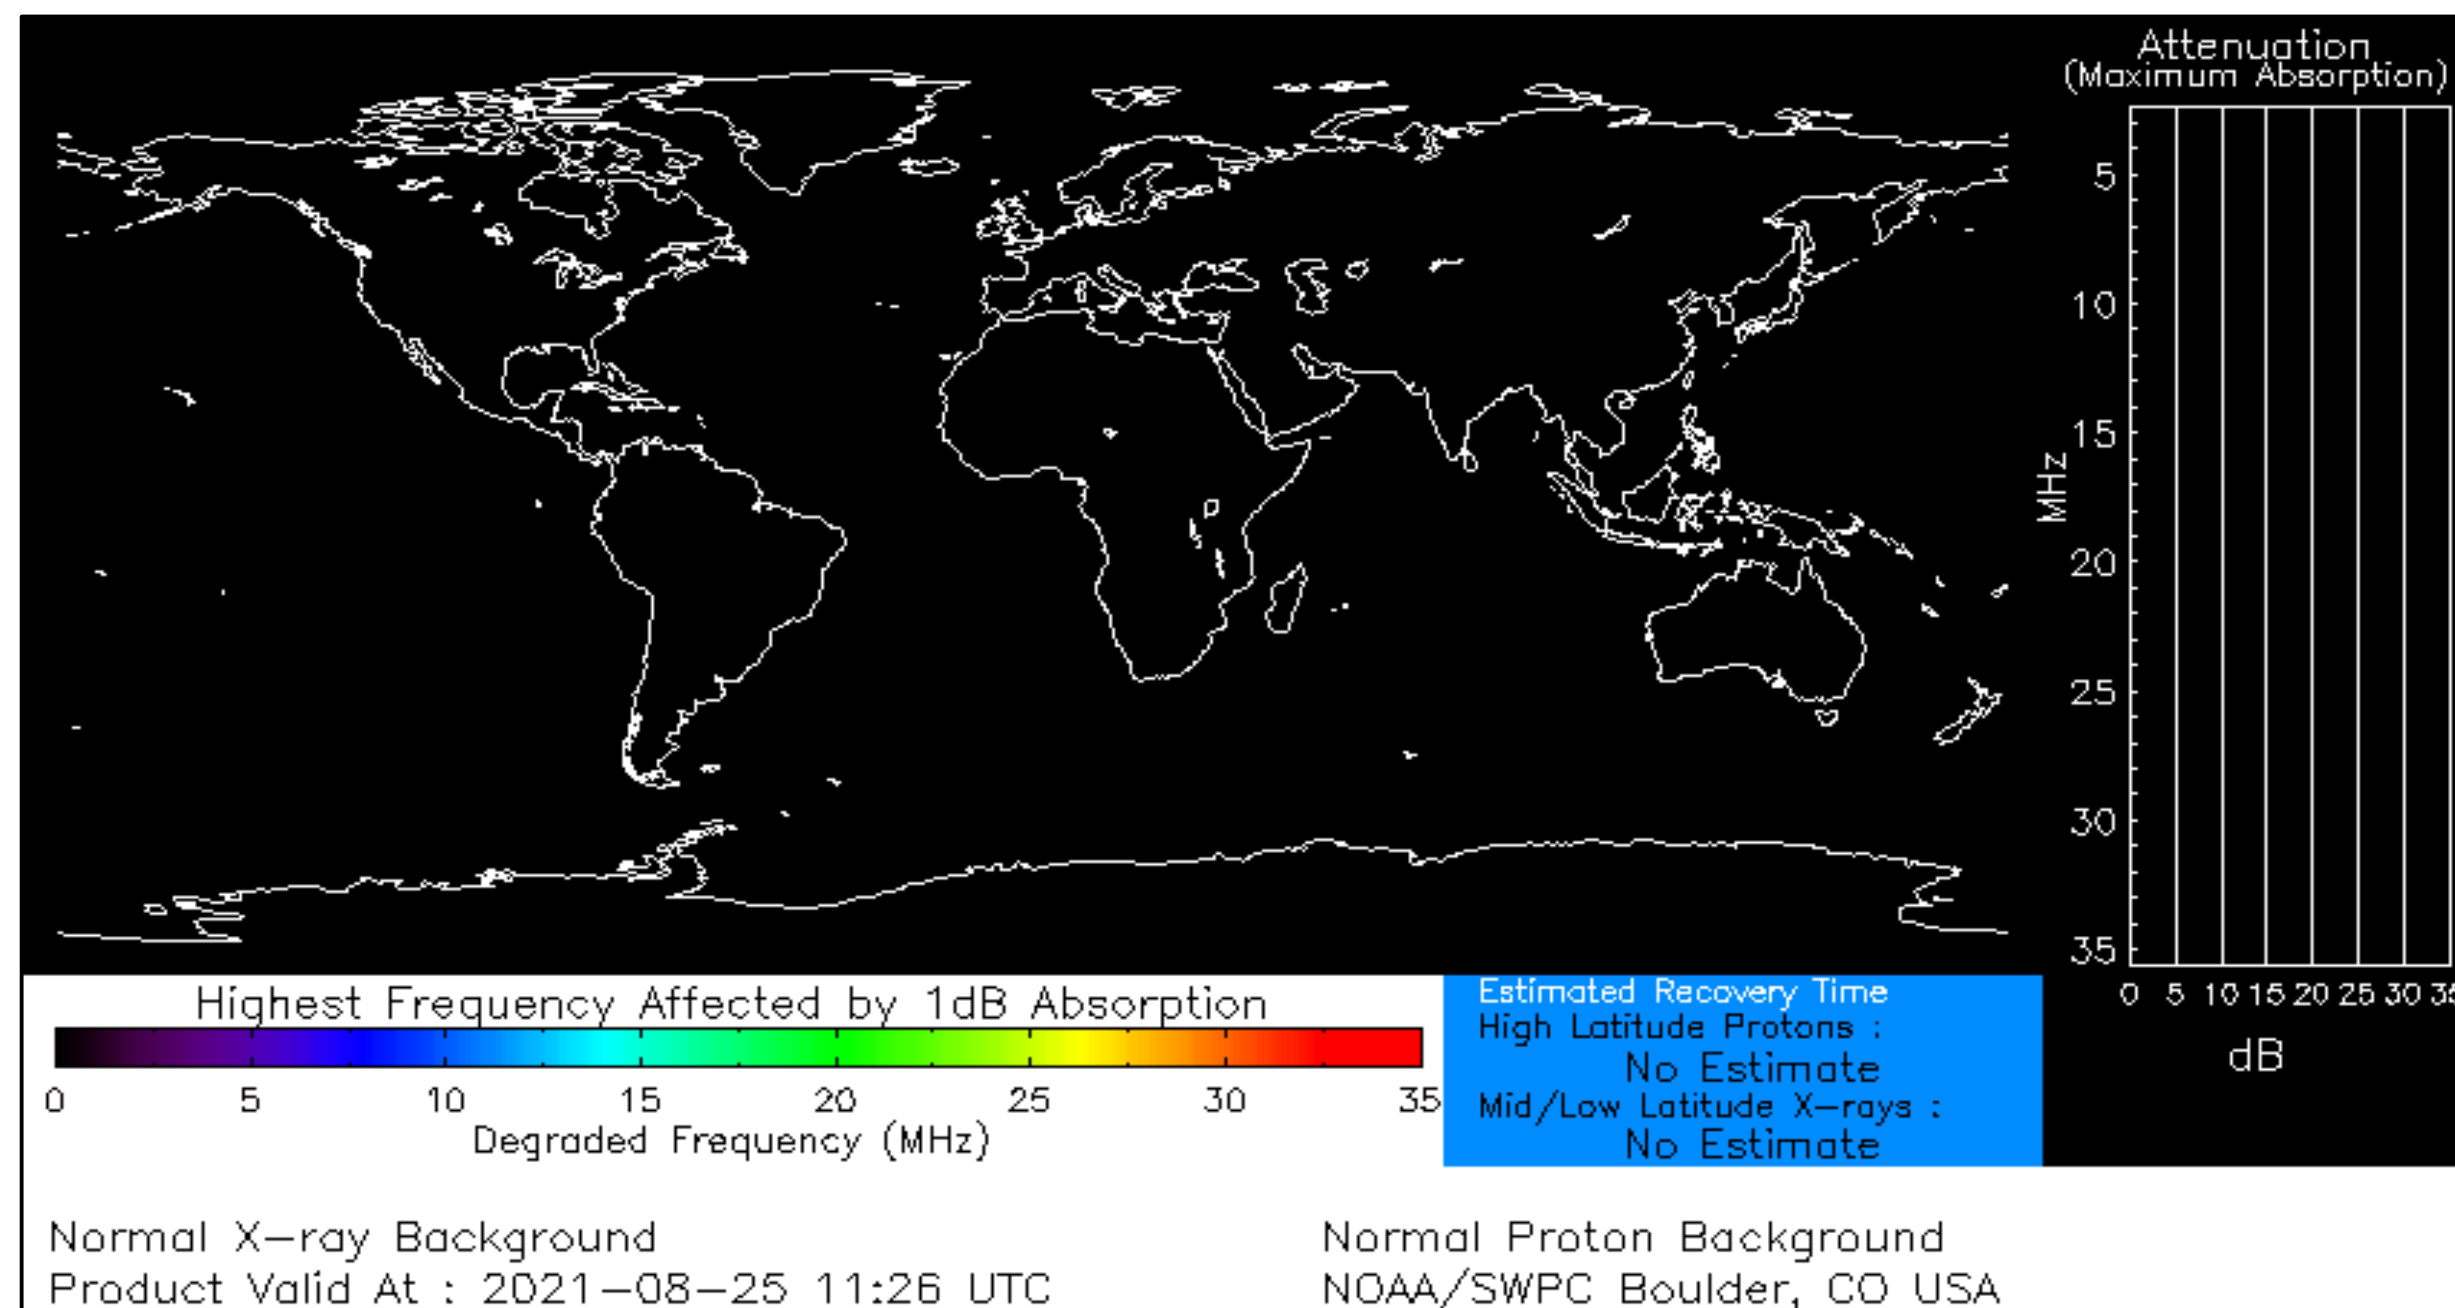 Attenuation
(Maximum Absorption)
5
10
15
20
25
30
35
MHz
0 5 10 15 20 25 30 35
dB
Highest Frequency Affected by 1dB Absorption
0 5 10 15 20 25 30 35
Degraded Frequency (MHz)
Estimated Recovery Time
High Latitude Protons :
No Estimate
Mid/Low Latitude X-rays :
No Estimate
Normal X-ray Background
Normal Proton Background
Product Valid At : 2021-08-25 11:26 UTC
NOAA/SWPC Boulder, CO USA